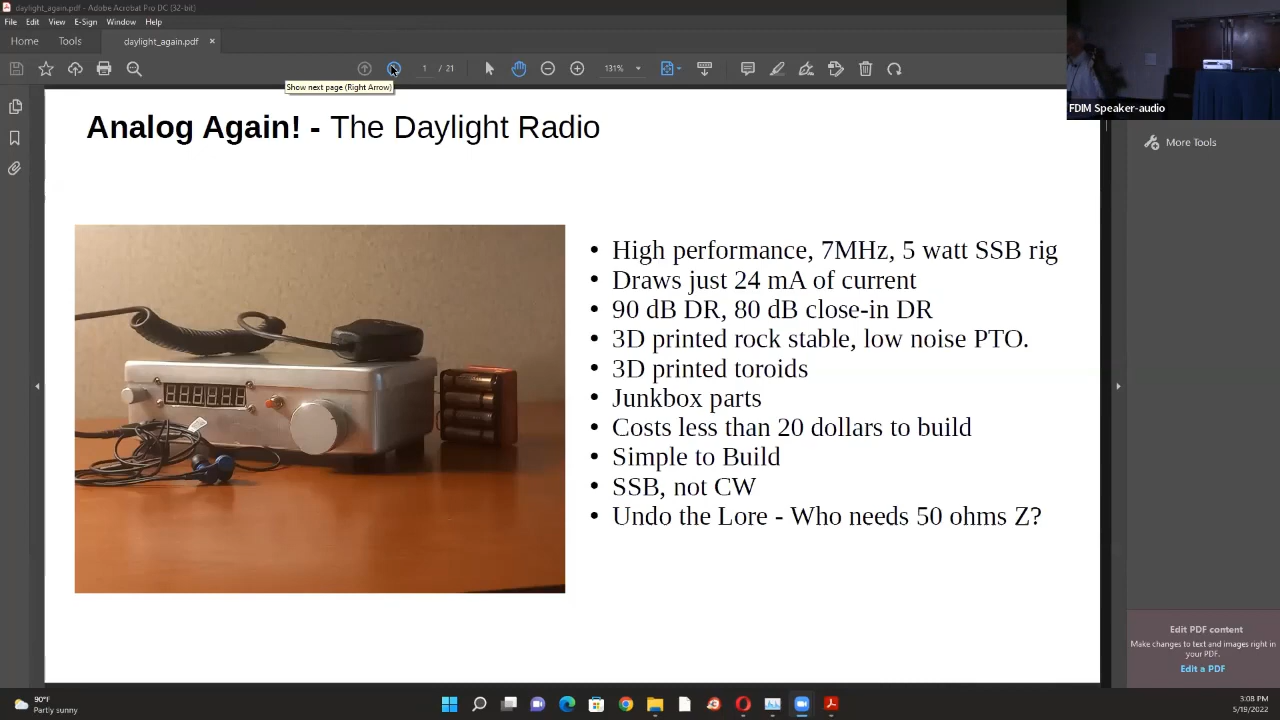 daylight_again.pdf - Adobe Acrobat Pro DC (32-bit)
File Edit View E-Sign Window Help
Home Tools daylight_again.pdf ×
1 / 21 131%
Show next page (Right Arrow)
FDIM Speaker-audio
More Tools
Analog Again! - The Daylight Radio
• High performance, 7MHz, 5 watt SSB rig
• Draws just 24 mA of current
• 90 dB DR, 80 dB close-in DR
• 3D printed rock stable, low noise PTO.
• 3D printed toroids
• Junkbox parts
• Costs less than 20 dollars to build
• Simple to Build
• SSB, not CW
• Undo the Lore - Who needs 50 ohms Z?
Edit PDF content
Make changes to text and images right in
your PDF.
Edit a PDF
90°F
Partly sunny
3:08 PM
5/19/2022